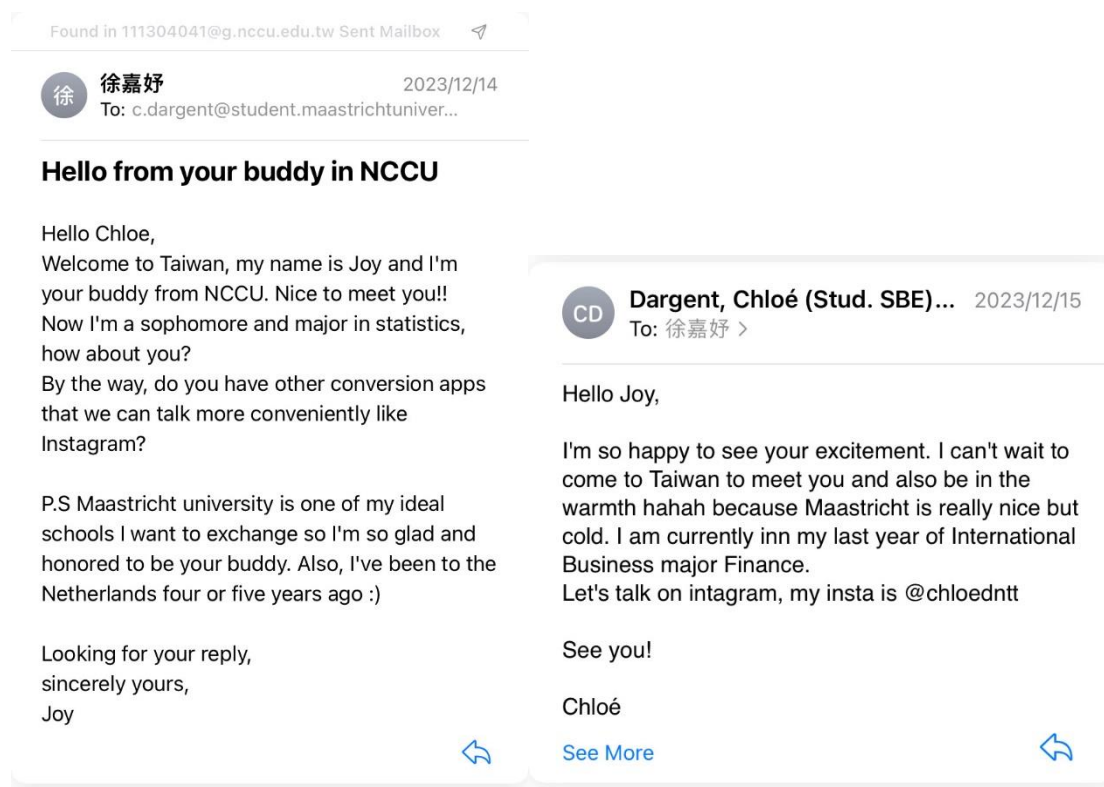 Found in 111304041@g.nccu.edu.tw Sent Mailbox
徐
徐嘉妤
2023/12/14
To: c.dargent@student.maastrichtuniver...
Hello from your buddy in NCCU
Hello Chloe,
Welcome to Taiwan, my name is Joy and I'm
your buddy from NCCU. Nice to meet you!!
Now I'm a sophomore and major in statistics,
how about you?
By the way, do you have other conversion apps
that we can talk more conveniently like
Instagram?
P.S Maastricht university is one of my ideal
schools I want to exchange so I'm so glad and
honored to be your buddy. Also, I've been to the
Netherlands four or five years ago :)
Looking for your reply,
sincerely yours,
Joy
CD
Dargent, Chloé (Stud. SBE)...
2023/12/15
To: 徐嘉妤 >
Hello Joy,
I'm so happy to see your excitement. I can't wait to
come to Taiwan to meet you and also be in the
warmth hahah because Maastricht is really nice but
cold. I am currently inn my last year of International
Business major Finance.
Let's talk on intagram, my insta is @chloedntt
See you!
Chloé
See More